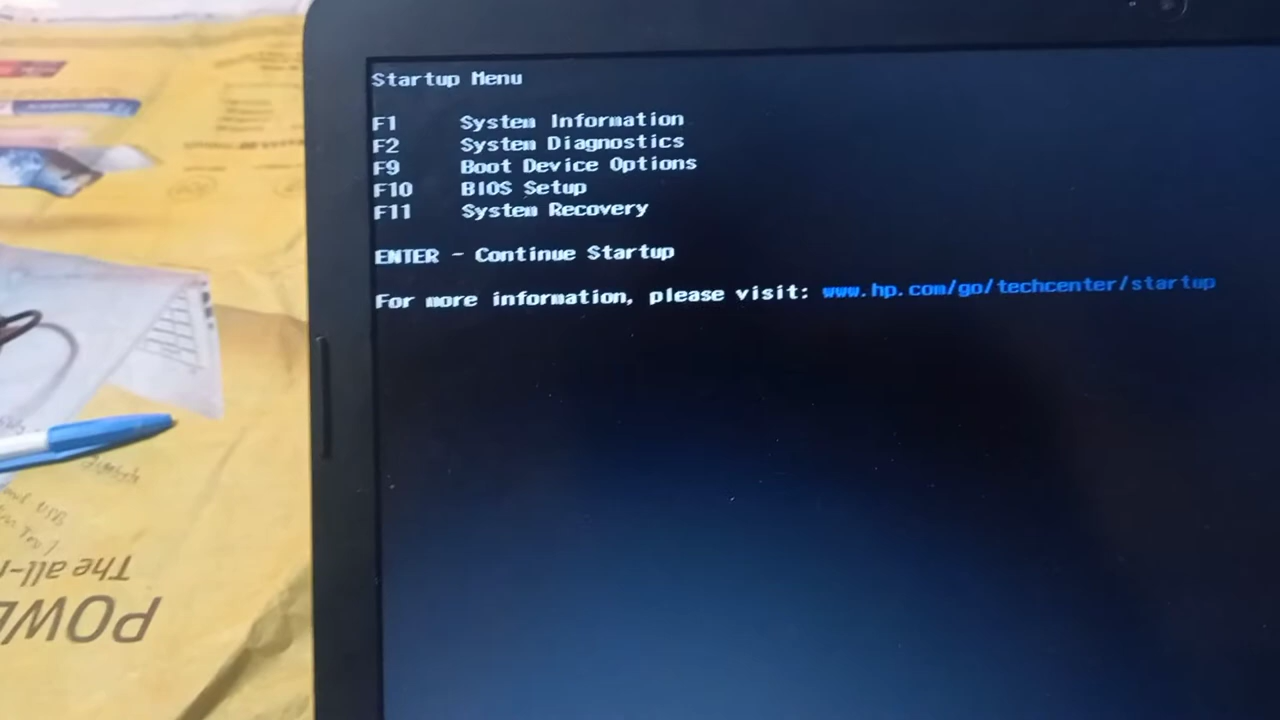 Startup Menu
F1 System Information
F2 System Diagnostics
F9 Boot Device Options
F10 BIOS Setup
F11 System Recovery
ENTER - Continue Startup
For more information, please visit: www.hp.com/go/techcenter/startup
The all-
POW